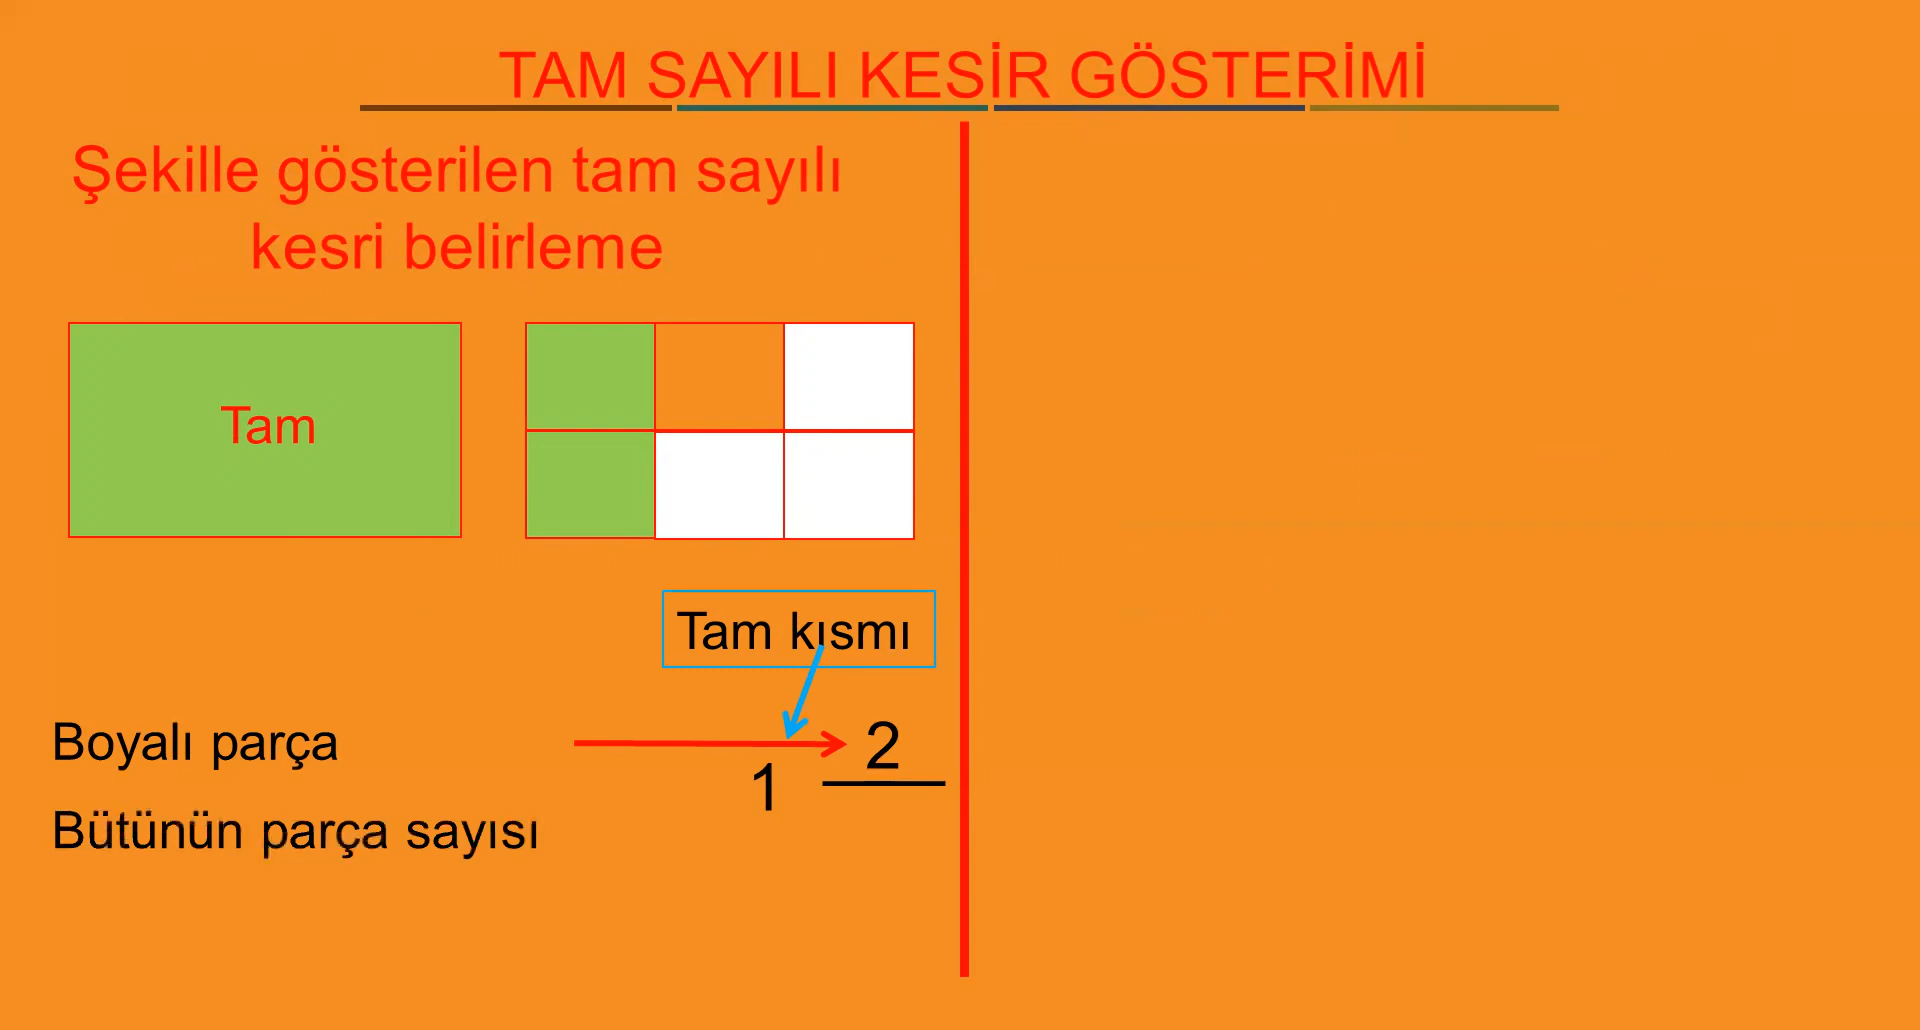 TAM SAYILI KESİR GÖSTERİMİ
Şekille gösterilen tam sayılı
kesri belirleme
Tam
Tam kısmı
Boyalı parça
2
1
Bütünün parça sayısı